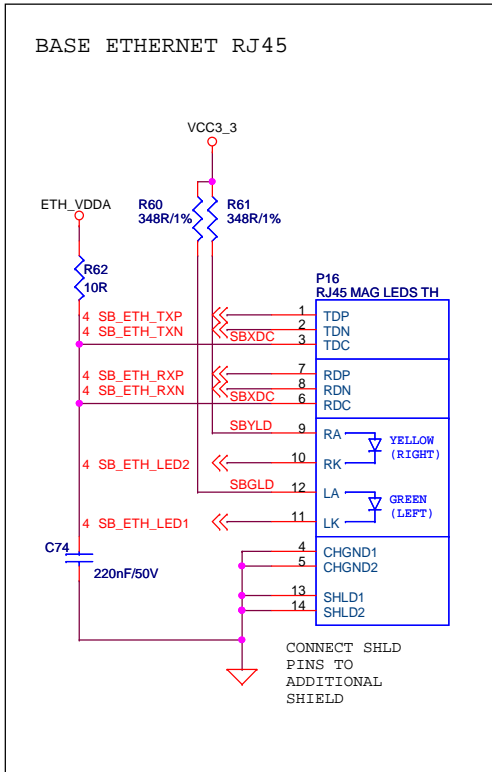 BASE ETHERNET RJ45
VCC3_3
ETH_VDDA
R60
348R/1%
R61
348R/1%
R62
10R
P16
RJ45 MAG LEDS TH
4 SB_ETH_TXP
1 TDP
4 SB_ETH_TXN
2 TDN
SBXDC
3 TDC
4 SB_ETH_RXP
7 RDP
4 SB_ETH_RXN
8 RDN
SBXDC
6 RDC
SBYLD
9 RA
YELLOW
(RIGHT)
4 SB_ETH_LED2
10 RK
SBGLD
12 LA
GREEN
(LEFT)
4 SB_ETH_LED1
11 LK
C74
220nF/50V
4 CHGND1
5 CHGND2
13 SHLD1
14 SHLD2
CONNECT SHLD
PINS TO
ADDITIONAL
SHIELD